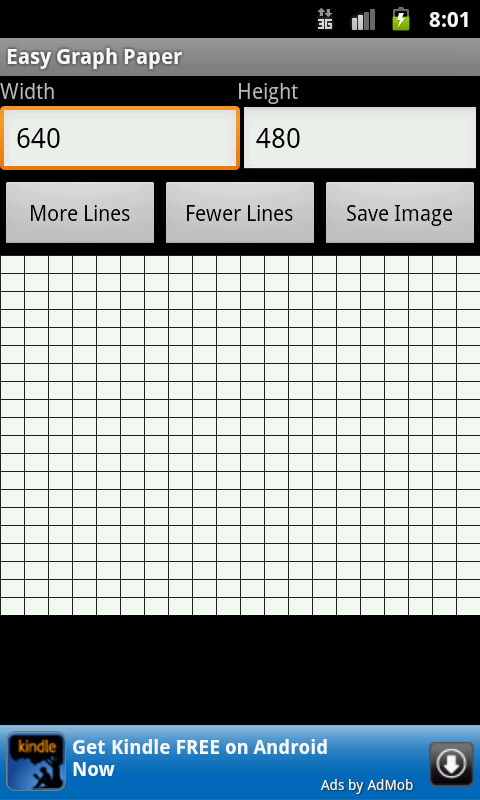 3G 8:01
Easy Graph Paper
Width Height
640 480
More Lines Fewer Lines Save Image
kindle Get Kindle FREE on Android
Now
Ads by AdMob